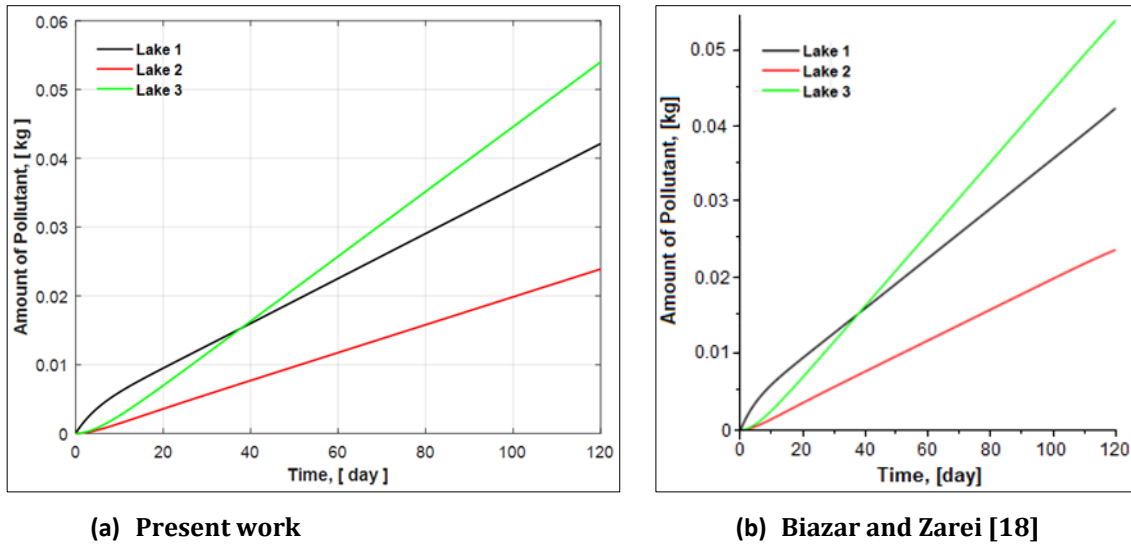 0.06
0.05
0.04
0.03
0.02
0.01
0
Amount of Pollutant, [ kg ]
Lake 1
Lake 2
Lake 3
0 20 40 60 80 100 120
Time, [ day ]
(a) Present work
0.05
0.04
0.03
0.02
0.01
0
Amount of Pollutant, [kg]
Lake 1
Lake 2
Lake 3
0 20 40 60 80 100 120
Time, [day]
(b) Biazar and Zarei [18]